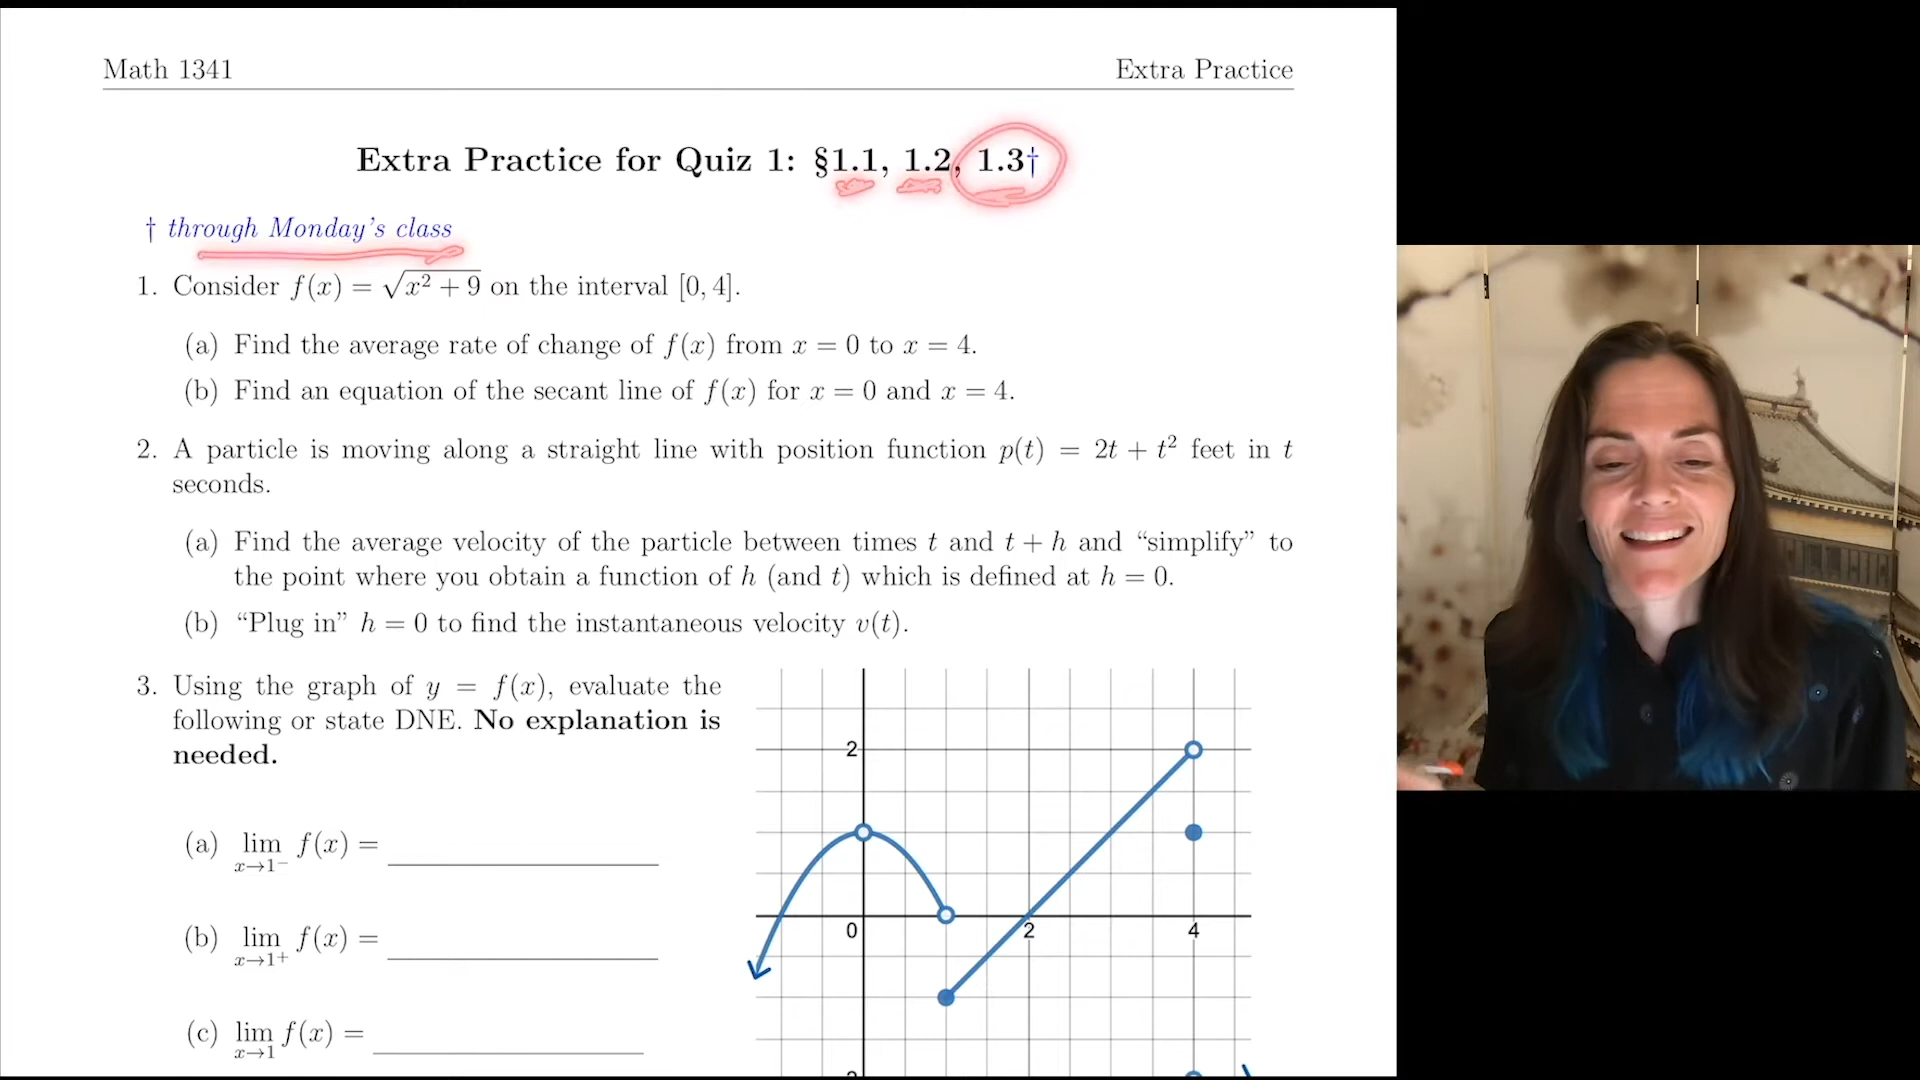 Math 1341
Extra Practice
Extra Practice for Quiz 1: §1.1, 1.2, 1.3†
† through Monday's class
1. Consider f(x) = √(x² + 9) on the interval [0, 4].
(a) Find the average rate of change of f(x) from x = 0 to x = 4.
(b) Find an equation of the secant line of f(x) for x = 0 and x = 4.
2. A particle is moving along a straight line with position function p(t) = 2t + t² feet in t
seconds.
(a) Find the average velocity of the particle between times t and t + h and “simplify” to
the point where you obtain a function of h (and t) which is defined at h = 0.
(b) “Plug in” h = 0 to find the instantaneous velocity v(t).
3. Using the graph of y = f(x), evaluate the
following or state DNE. No explanation is
needed.
(a) lim x→1⁻ f(x) =
(b) lim x→1⁺ f(x) =
(c) lim x→1 f(x) =
2
0
2
4